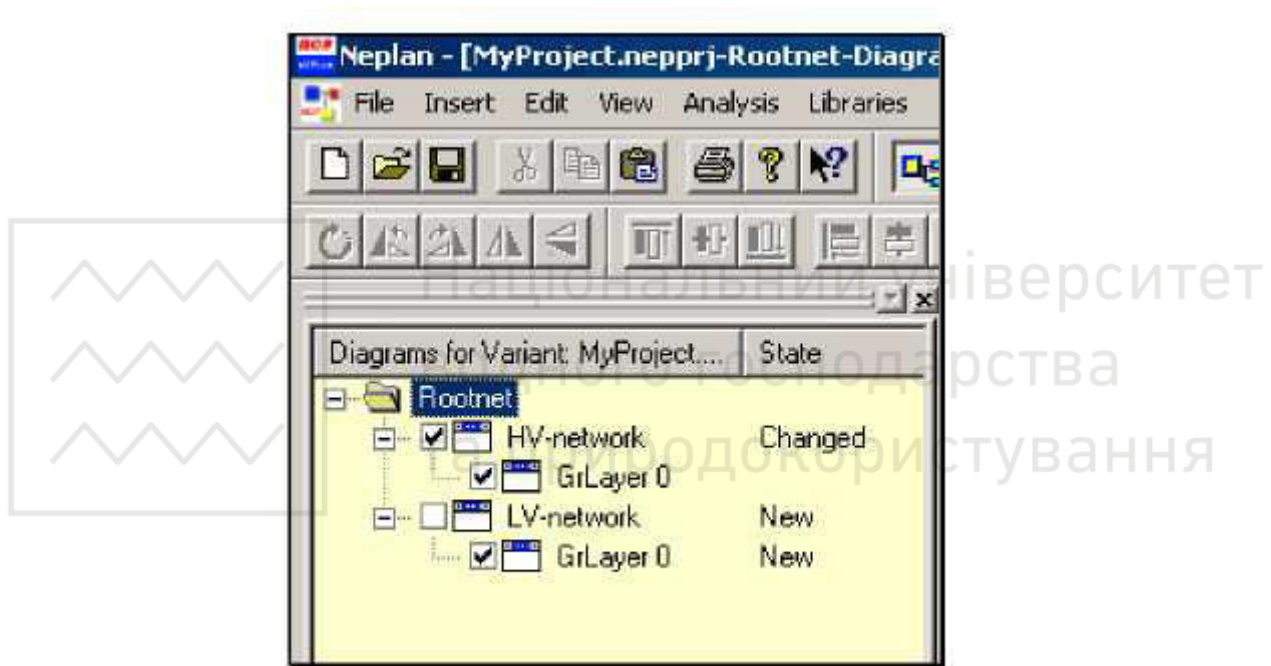 Neplan - [MyProject.nepprj-Rootnet-Diagra
File Insert Edit View Analysis Libraries
Національний університет
Diagrams for Variant: MyProject.... State
водного господарства
Rootnet
HV-network Changed
та природокористування
GrLayer 0
LV-network New
GrLayer 0 New